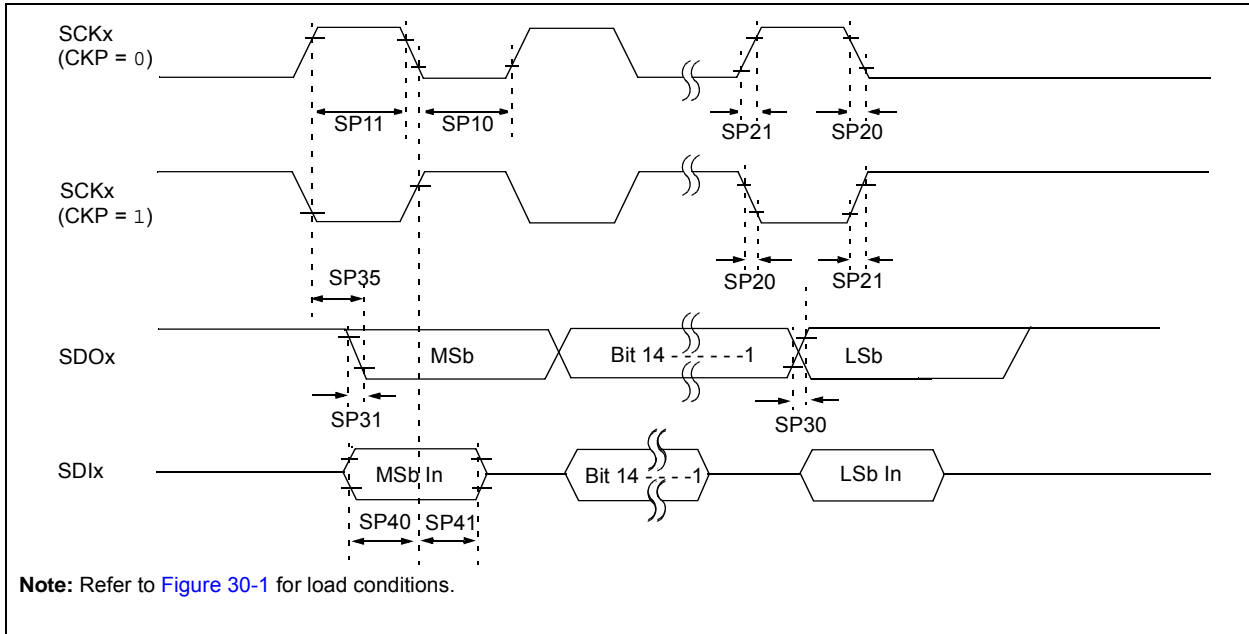 SCKx
(CKP = 0)
SP11
SP10
SP21
SP20
SCKx
(CKP = 1)
SP35
SP20
SP21
SDOx
MSb
Bit 14 - - - - - -1
LSb
SP31
SP30
SDIx
MSb In
Bit 14 - - - -1
LSb In
SP40
SP41
Note: Refer to Figure 30-1 for load conditions.